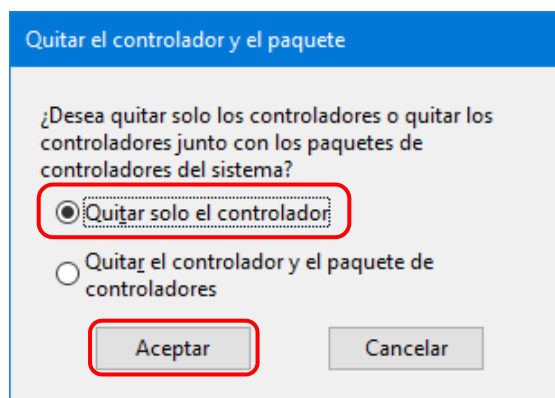 Quitar el controlador y el paquete
¿Desea quitar solo los controladores o quitar los
controladores junto con los paquetes de
controladores del sistema?
Quitar solo el controlador
Quitar el controlador y el paquete de
controladores
Aceptar
Cancelar